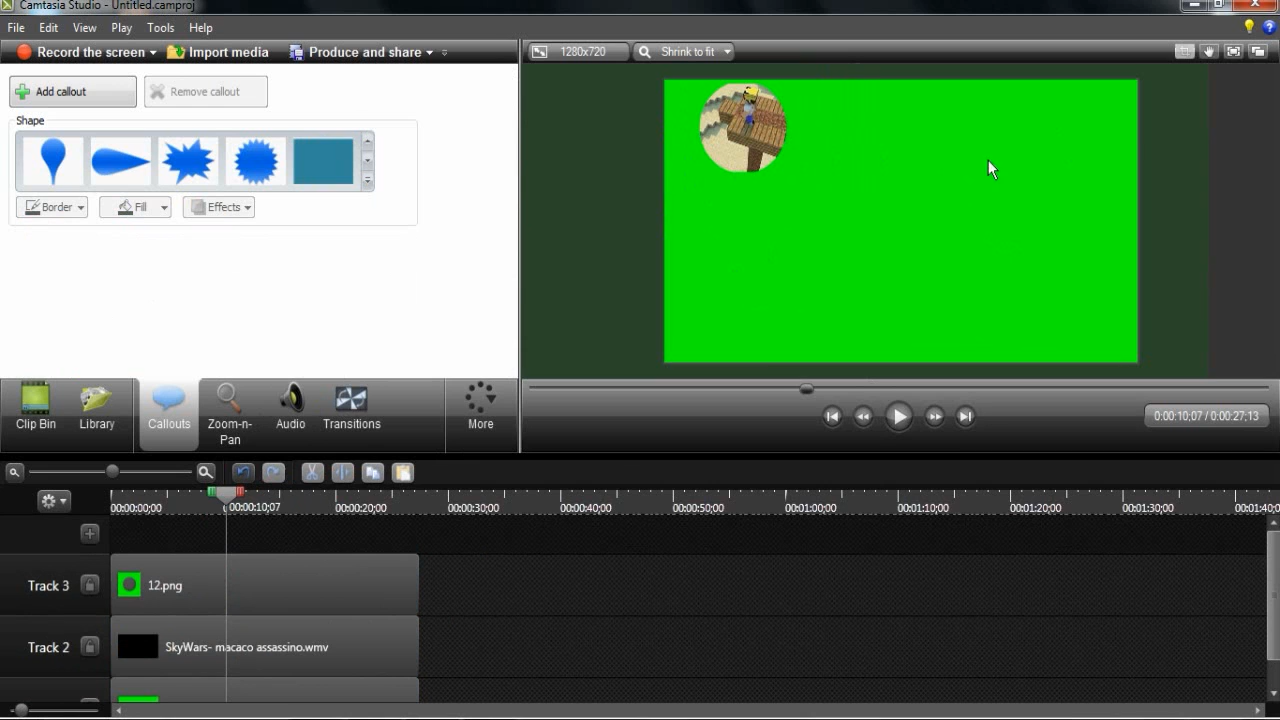 Camtasia Studio - Untitled.camproj
File Edit View Play Tools Help
Record the screen Import media Produce and share
1280x720 Shrink to fit
Add callout Remove callout
Shape
Border Fill Effects
Clip Bin Library Callouts Zoom-n-Pan Audio Transitions More
0:00:10;07 / 0:00:27;13
00:00:00;00 00:00:10;07 00:00:20;00 00:00:30;00 00:00:40;00 00:00:50;00 00:01:00;00 00:01:10;00 00:01:20;00 00:01:30;00 00:01:40;0
Track 3 12.png
Track 2 SkyWars- macaco assassino.wmv